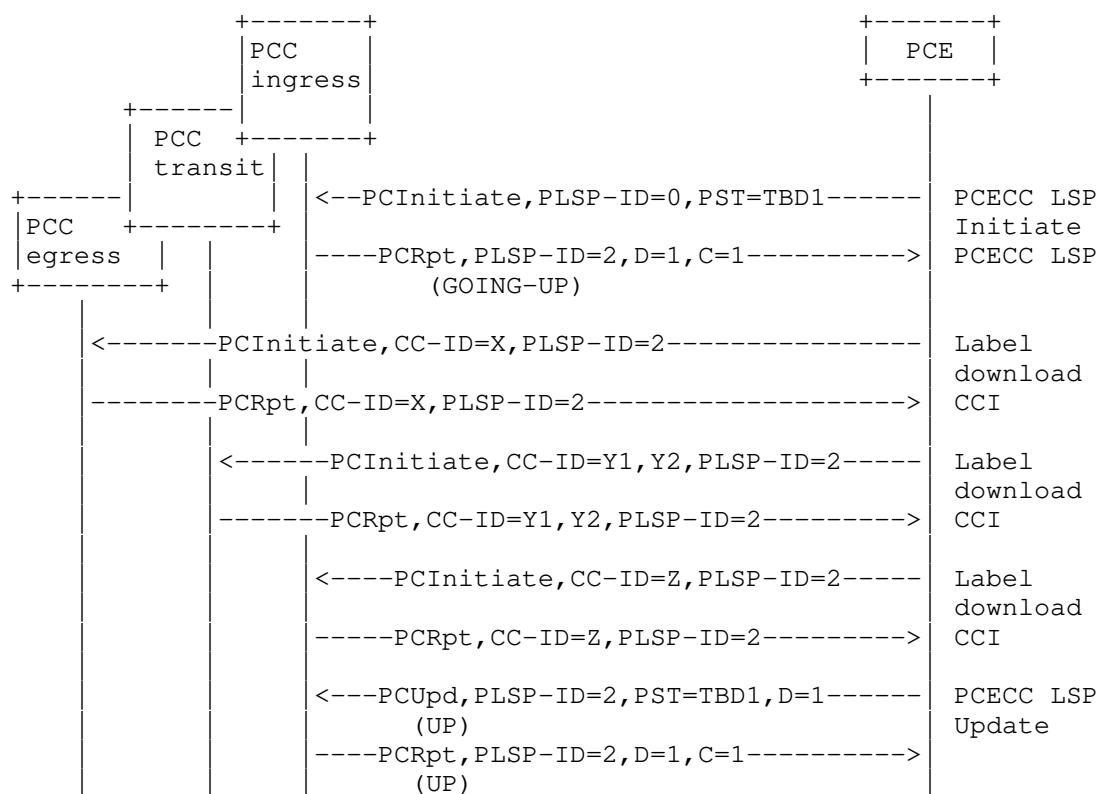 +-------+                              +-------+
|PCC    |                              |  PCE  |
|ingress|                              +-------+
+------|       |
| PCC  +-------+
| transit| |
+------|        | |<--PCInitiate,PLSP-ID=0,PST=TBD1------| PCECC LSP
|PCC   +--------+ | | Initiate
|egress  |  |     |----PCRpt,PLSP-ID=2,D=1,C=1---------->| PCECC LSP
+--------+  |     |       (GOING-UP) |
|<-------PCInitiate,CC-ID=X,PLSP-ID=2----------------| Label
download
|--------PCRpt,CC-ID=X,PLSP-ID=2-------------------->| CCI
|<------PCInitiate,CC-ID=Y1,Y2,PLSP-ID=2-----| Label
download
|-------PCRpt,CC-ID=Y1,Y2,PLSP-ID=2--------->| CCI
|<----PCInitiate,CC-ID=Z,PLSP-ID=2-----| Label
download
|-----PCRpt,CC-ID=Z,PLSP-ID=2--------->| CCI
|<---PCUpd,PLSP-ID=2,PST=TBD1,D=1------| PCECC LSP
(UP) | Update
|----PCRpt,PLSP-ID=2,D=1,C=1---------->|
(UP)